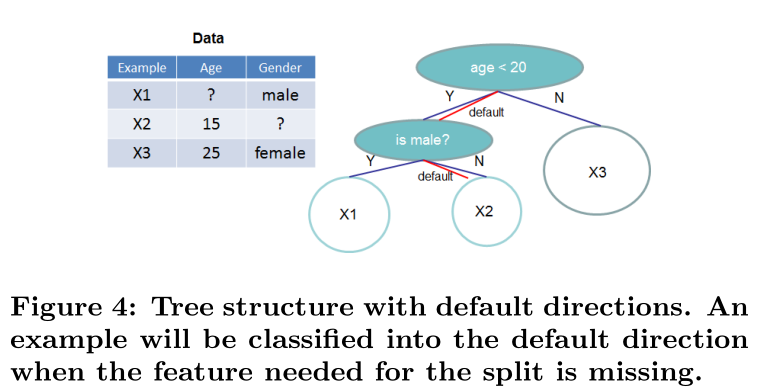 Data
Example Age Gender
X1 ? male
X2 15 ?
X3 25 female
age < 20
Y
N
default
is male?
Y
N
default
X1
X2
X3
Figure 4: Tree structure with default directions. An
example will be classified into the default direction
when the feature needed for the split is missing.